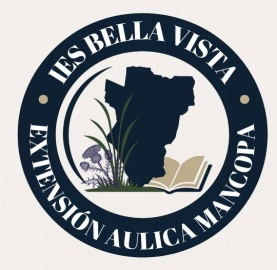 IES BELLA VISTA
EXTENSIÓN AULICA MANCOPA